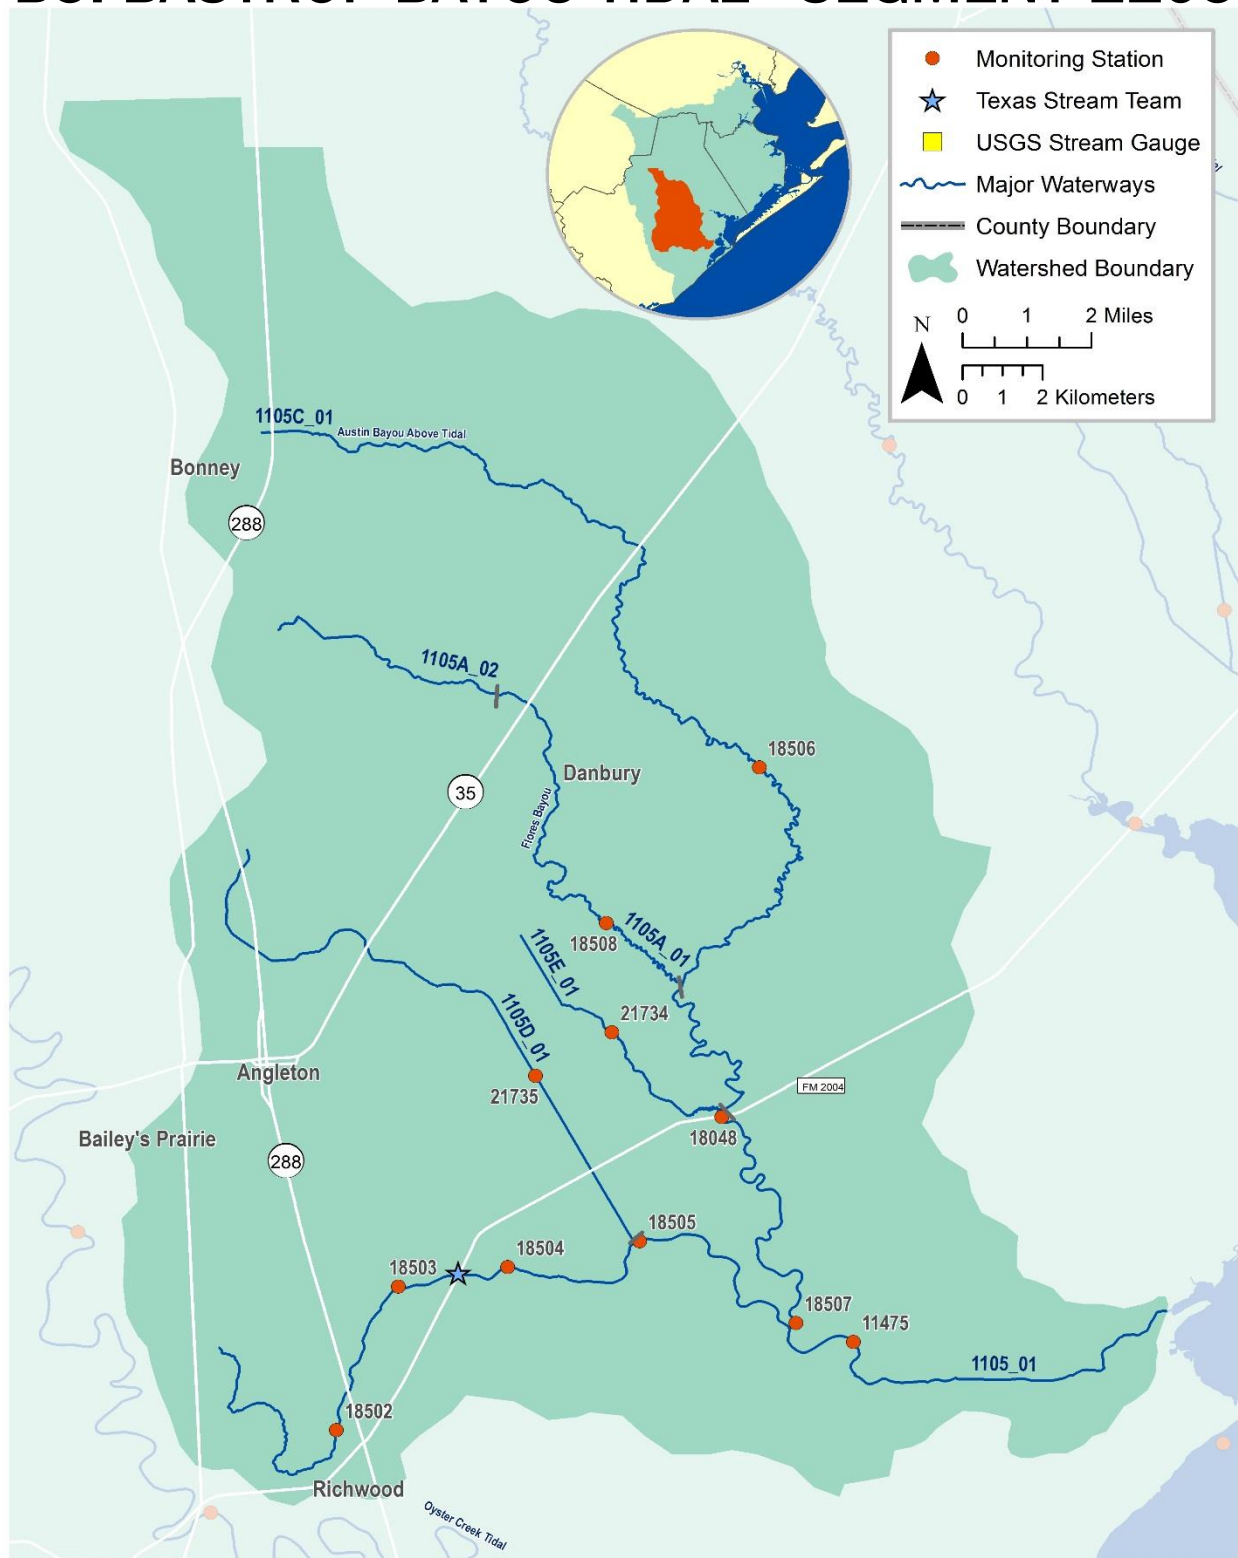 BASTROP BAYOU TIDAL
Monitoring Station
Texas Stream Team
USGS Stream Gauge
Major Waterways
County Boundary
Watershed Boundary
N
0 1 2 Miles
0 1 2 Kilometers
1105C_01
Austin Bayou Above Tidal
Bonney
288
1105A_02
18506
Danbury
35
Flores Bayou
18508
1105A_01
1105E_01
21734
1105D_01
Angleton
21735
FM 2004
18048
Bailey's Prairie
288
18505
18504
18503
18507
11475
1105_01
18502
Richwood
Oyster Creek Tidal